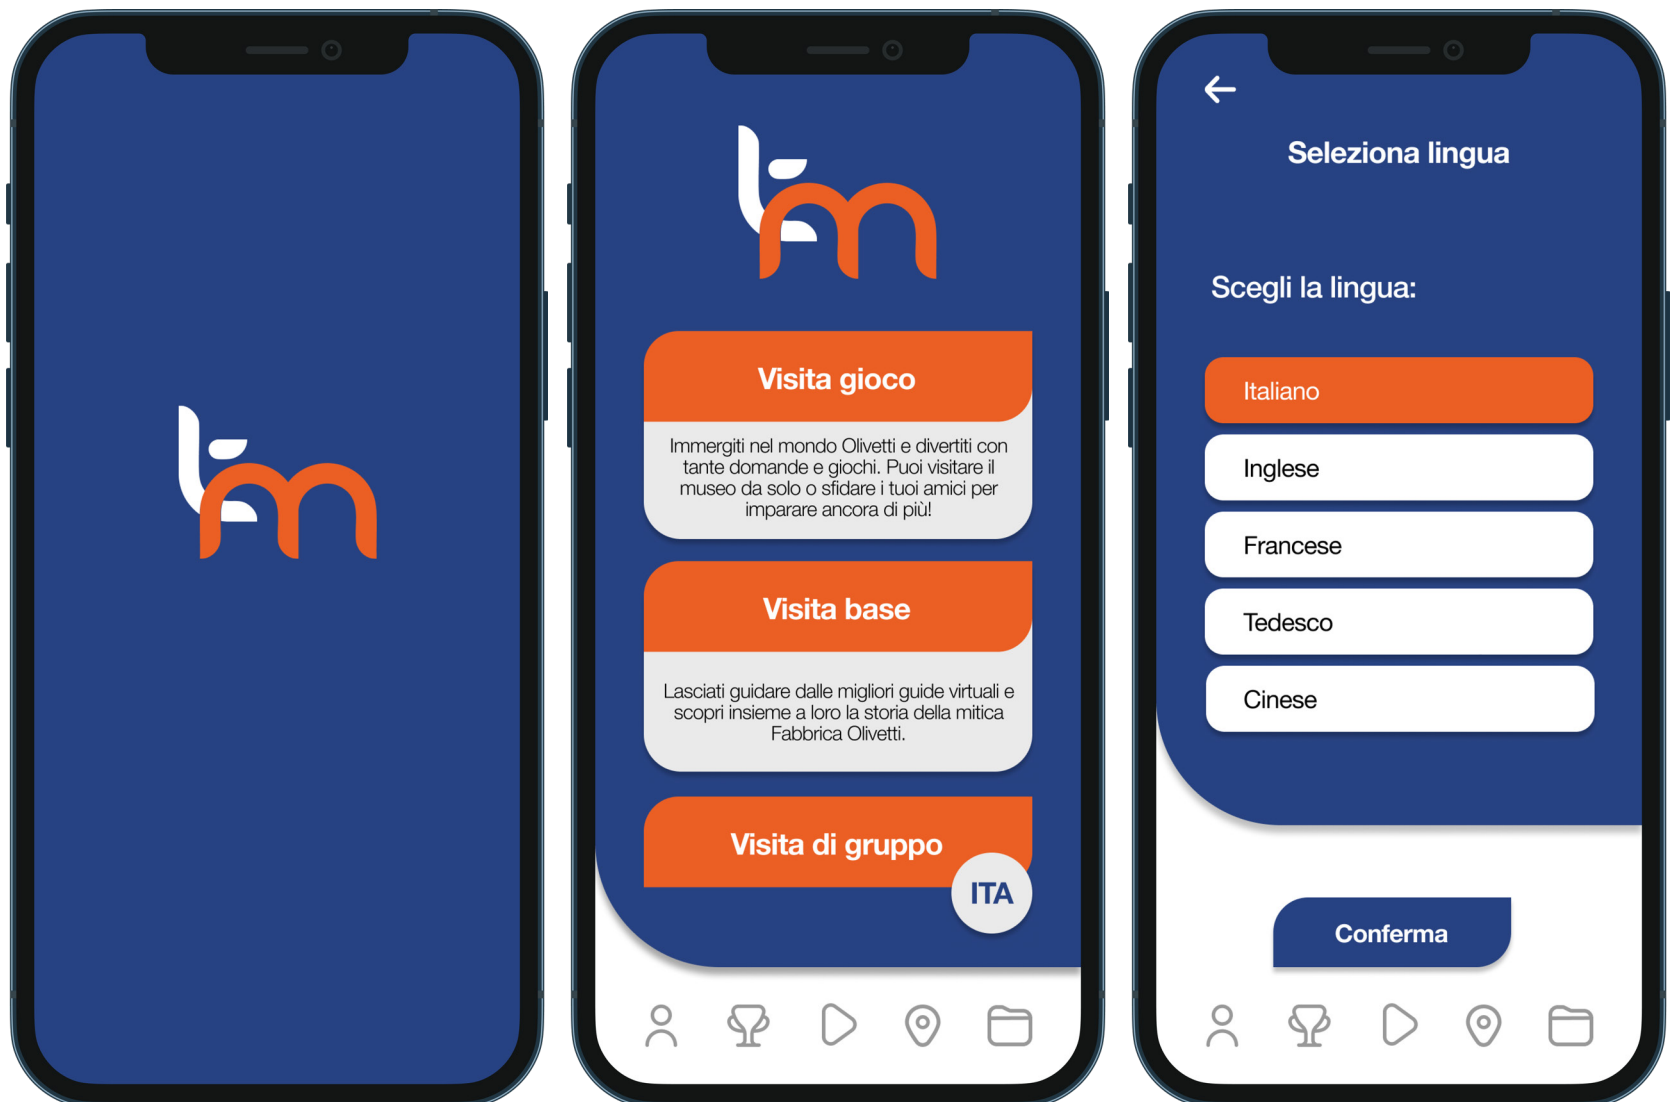 tm
tm
Visita gioco
Immergiti nel mondo Olivetti e divertiti con
tante domande e giochi. Puoi visitare il
museo da solo o sfidare i tuoi amici per
imparare ancora di più!
Visita base
Lasciati guidare dalle migliori guide virtuali e
scopri insieme a loro la storia della mitica
Fabbrica Olivetti.
Visita di gruppo
ITA
Seleziona lingua
Scegli la lingua:
Italiano
Inglese
Francese
Tedesco
Cinese
Conferma